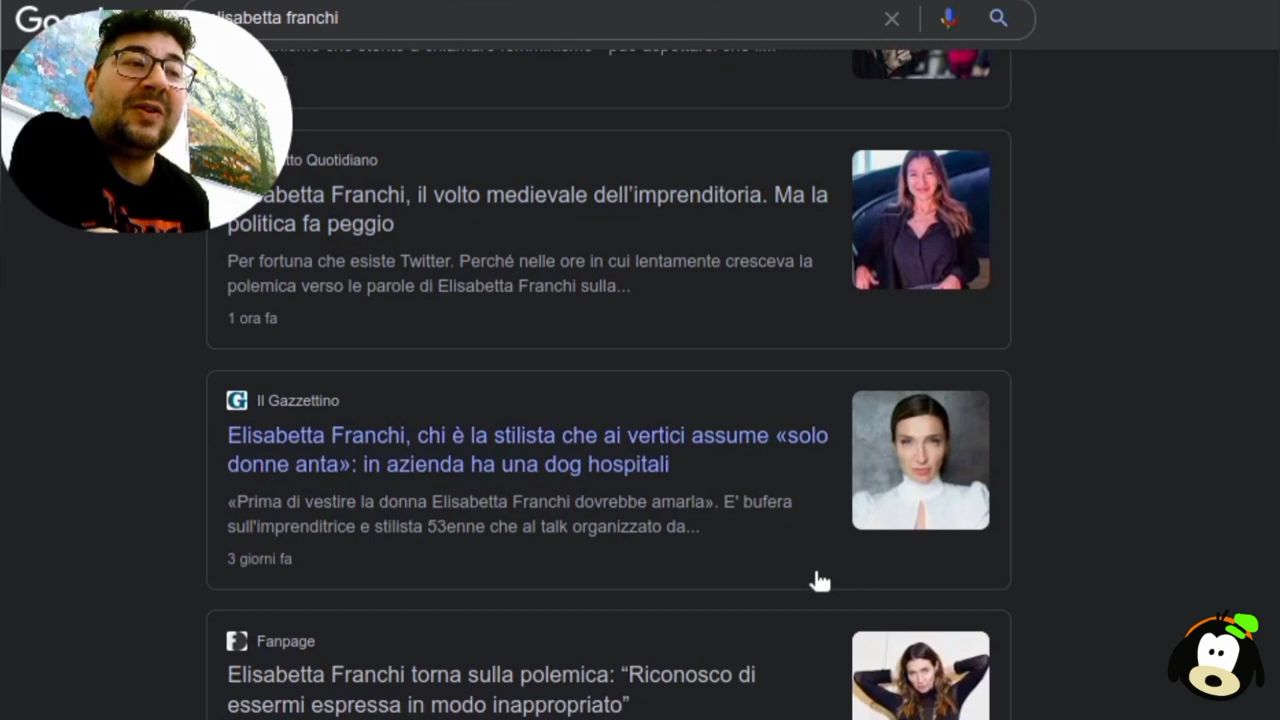 Go
elisabetta franchi
tto Quotidiano
abetta Franchi, il volto medievale dell'imprenditoria. Ma la
politica fa peggio
Per fortuna che esiste Twitter. Perché nelle ore in cui lentamente cresceva la
polemica verso le parole di Elisabetta Franchi sulla...
1 ora fa
Il Gazzettino
Elisabetta Franchi, chi è la stilista che ai vertici assume «solo
donne anta»: in azienda ha una dog hospitali
«Prima di vestire la donna Elisabetta Franchi dovrebbe amarla». E' bufera
sull'imprenditrice e stilista 53enne che al talk organizzato da...
3 giorni fa
Fanpage
Elisabetta Franchi torna sulla polemica: “Riconosco di
essermi espressa in modo inappropriato”